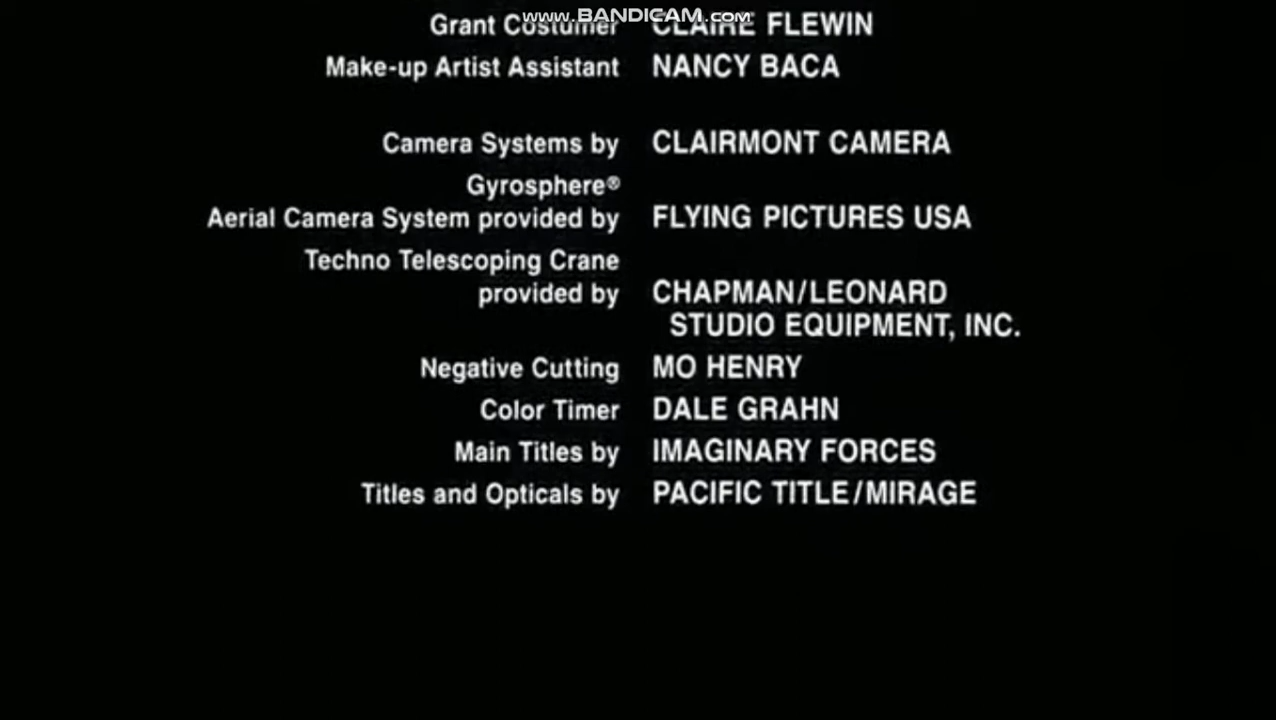 www.BANDICAM.com
Grant Costumer CLAIRE FLEWIN
Make-up Artist Assistant NANCY BACA
Camera Systems by CLAIRMONT CAMERA
Gyrosphere®
Aerial Camera System provided by FLYING PICTURES USA
Techno Telescoping Crane
provided by CHAPMAN/LEONARD
STUDIO EQUIPMENT, INC.
Negative Cutting MO HENRY
Color Timer DALE GRAHN
Main Titles by IMAGINARY FORCES
Titles and Opticals by PACIFIC TITLE/MIRAGE